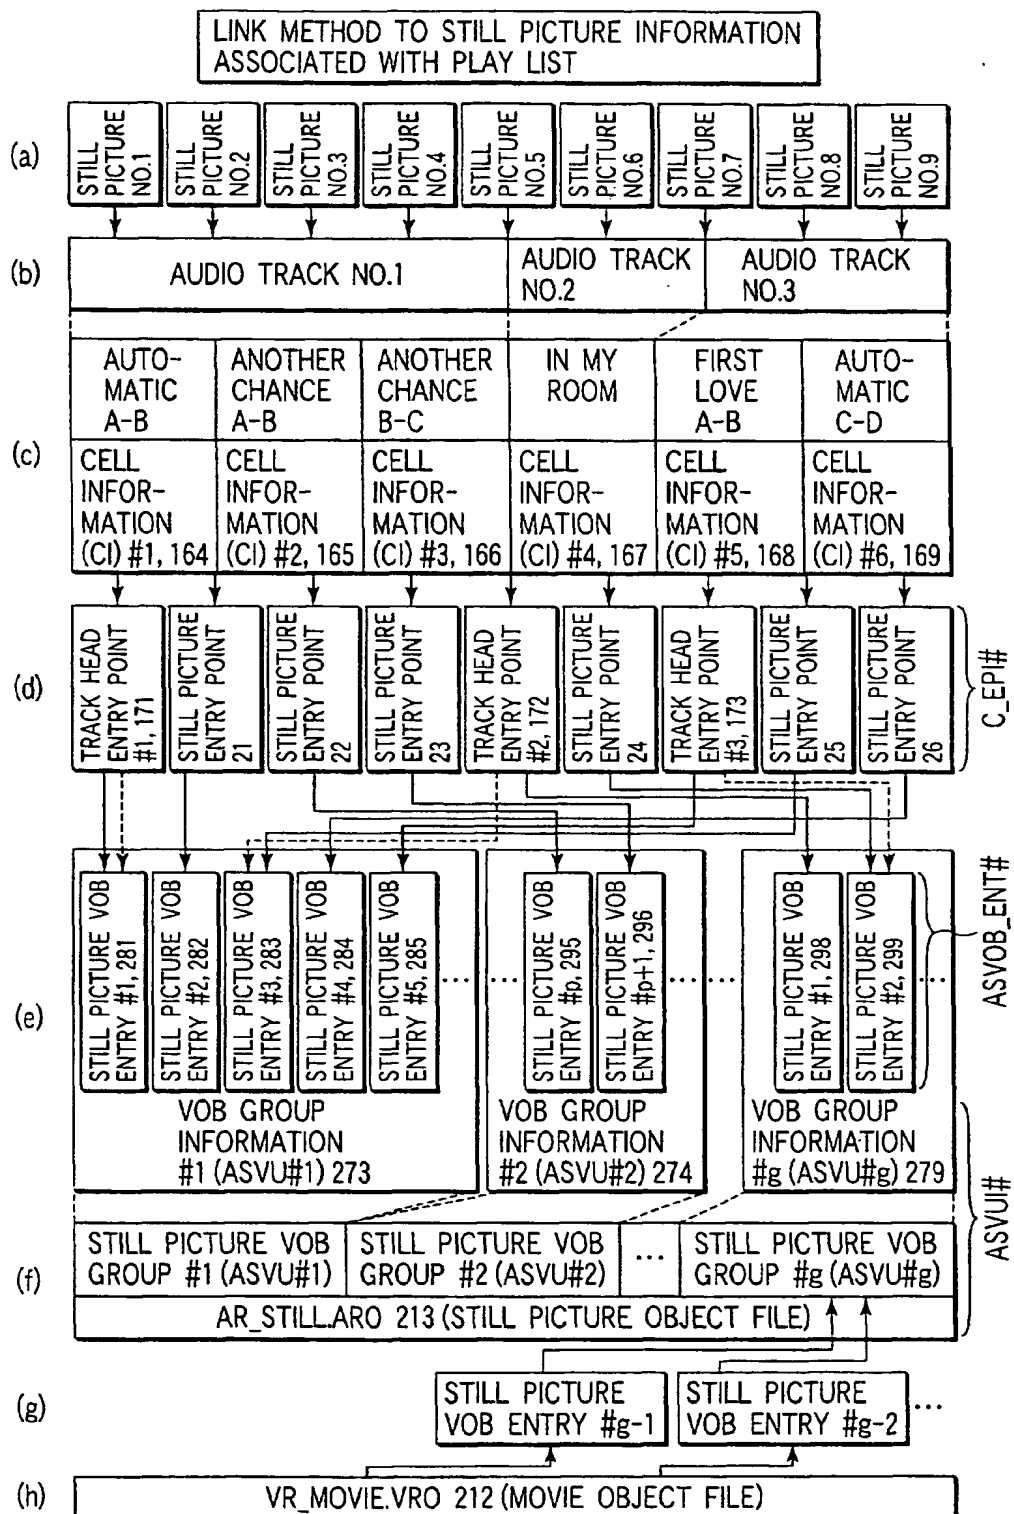 LINK METHOD TO STILL PICTURE INFORMATION
ASSOCIATED WITH PLAY LIST
(a)
STILL
PICTURE
NO.1
STILL
PICTURE
NO.2
STILL
PICTURE
NO.3
STILL
PICTURE
NO.4
STILL
PICTURE
NO.5
STILL
PICTURE
NO.6
STILL
PICTURE
NO.7
STILL
PICTURE
NO.8
STILL
PICTURE
NO.9
(b)
AUDIO TRACK NO.1
AUDIO TRACK
NO.2
AUDIO TRACK
NO.3
(c)
AUTO-
MATIC
A-B
ANOTHER
CHANCE
A-B
ANOTHER
CHANCE
B-C
IN MY
ROOM
FIRST
LOVE
A-B
AUTO-
MATIC
C-D
CELL
INFOR-
MATION
(CI) #1, 164
CELL
INFOR-
MATION
(CI) #2, 165
CELL
INFOR-
MATION
(CI) #3, 166
CELL
INFOR-
MATION
(CI) #4, 167
CELL
INFOR-
MATION
(CI) #5, 168
CELL
INFOR-
MATION
(CI) #6, 169
(d)
TRACK HEAD
ENTRY POINT
#1, 171
STILL PICTURE
ENTRY POINT
21
STILL PICTURE
ENTRY POINT
22
STILL PICTURE
ENTRY POINT
23
TRACK HEAD
ENTRY POINT
#2, 172
STILL PICTURE
ENTRY POINT
24
TRACK HEAD
ENTRY POINT
#3, 173
STILL PICTURE
ENTRY POINT
25
STILL PICTURE
ENTRY POINT
26
C_EPI#
(e)
STILL PICTURE VOB
ENTRY #1, 281
STILL PICTURE VOB
ENTRY #2, 282
STILL PICTURE VOB
ENTRY #3, 283
STILL PICTURE VOB
ENTRY #4, 284
STILL PICTURE VOB
ENTRY #5, 285
.....
VOB GROUP
INFORMATION
#1 (ASVU#1) 273
...
STILL PICTURE VOB
ENTRY #p, 295
STILL PICTURE VOB
ENTRY #p+1, 296
.....
VOB GROUP
INFORMATION
#2 (ASVU#2) 274
...
STILL PICTURE VOB
ENTRY #1, 298
STILL PICTURE VOB
ENTRY #2, 299
...
VOB GROUP
INFORMATION
#g (ASVU#g) 279
ASVOB_ENT#
ASVUI#
(f)
STILL PICTURE VOB
GROUP #1 (ASVU#1)
STILL PICTURE VOB
GROUP #2 (ASVU#2)
...
STILL PICTURE VOB
GROUP #g (ASVU#g)
AR_STILL.ARO 213 (STILL PICTURE OBJECT FILE)
(g)
STILL PICTURE
VOB ENTRY #g-1
STILL PICTURE
VOB ENTRY #g-2
...
(h)
VR_MOVIE.VRO 212 (MOVIE OBJECT FILE)